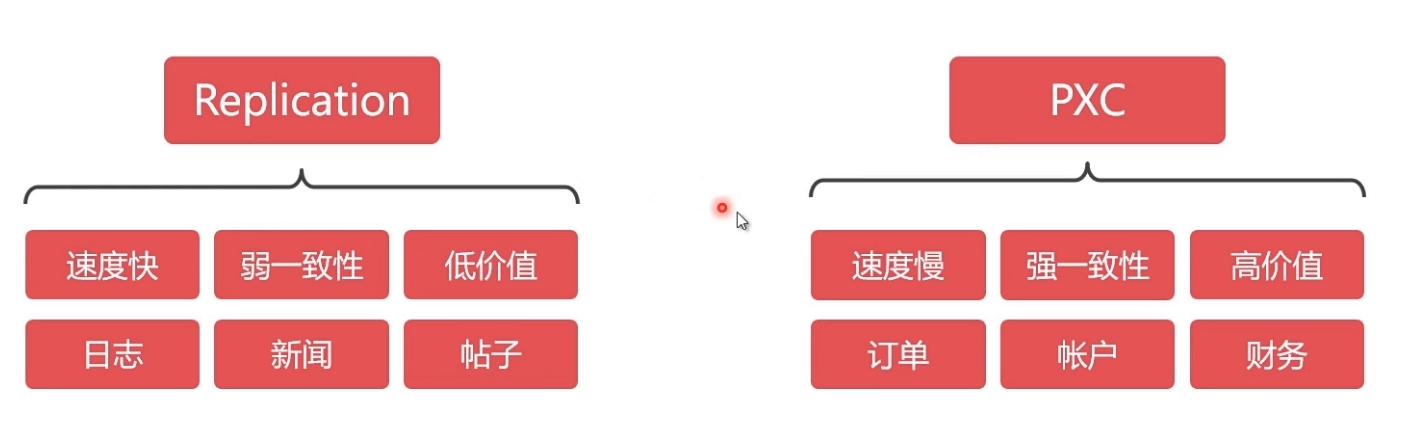 Replication
PXC
速度快
弱一致性
低价值
速度慢
强一致性
高价值
日志
新闻
帖子
订单
帐户
财务